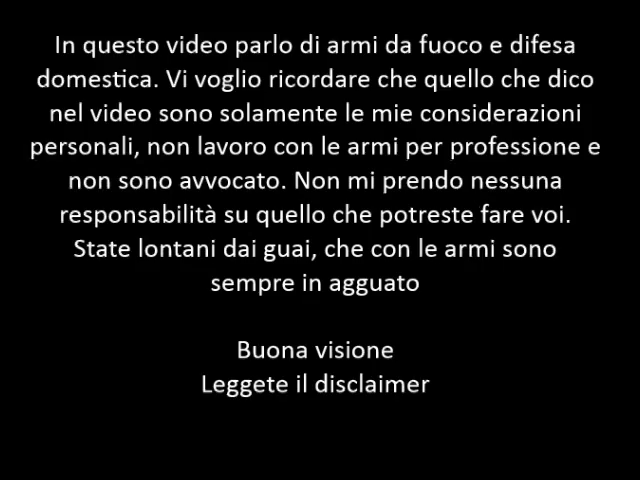 In questo video parlo di armi da fuoco e difesa
domestica. Vi voglio ricordare che quello che dico
nel video sono solamente le mie considerazioni
personali, non lavoro con le armi per professione e
non sono avvocato. Non mi prendo nessuna
responsabilità su quello che potreste fare voi.
State lontani dai guai, che con le armi sono
sempre in agguato
Buona visione
Leggete il disclaimer